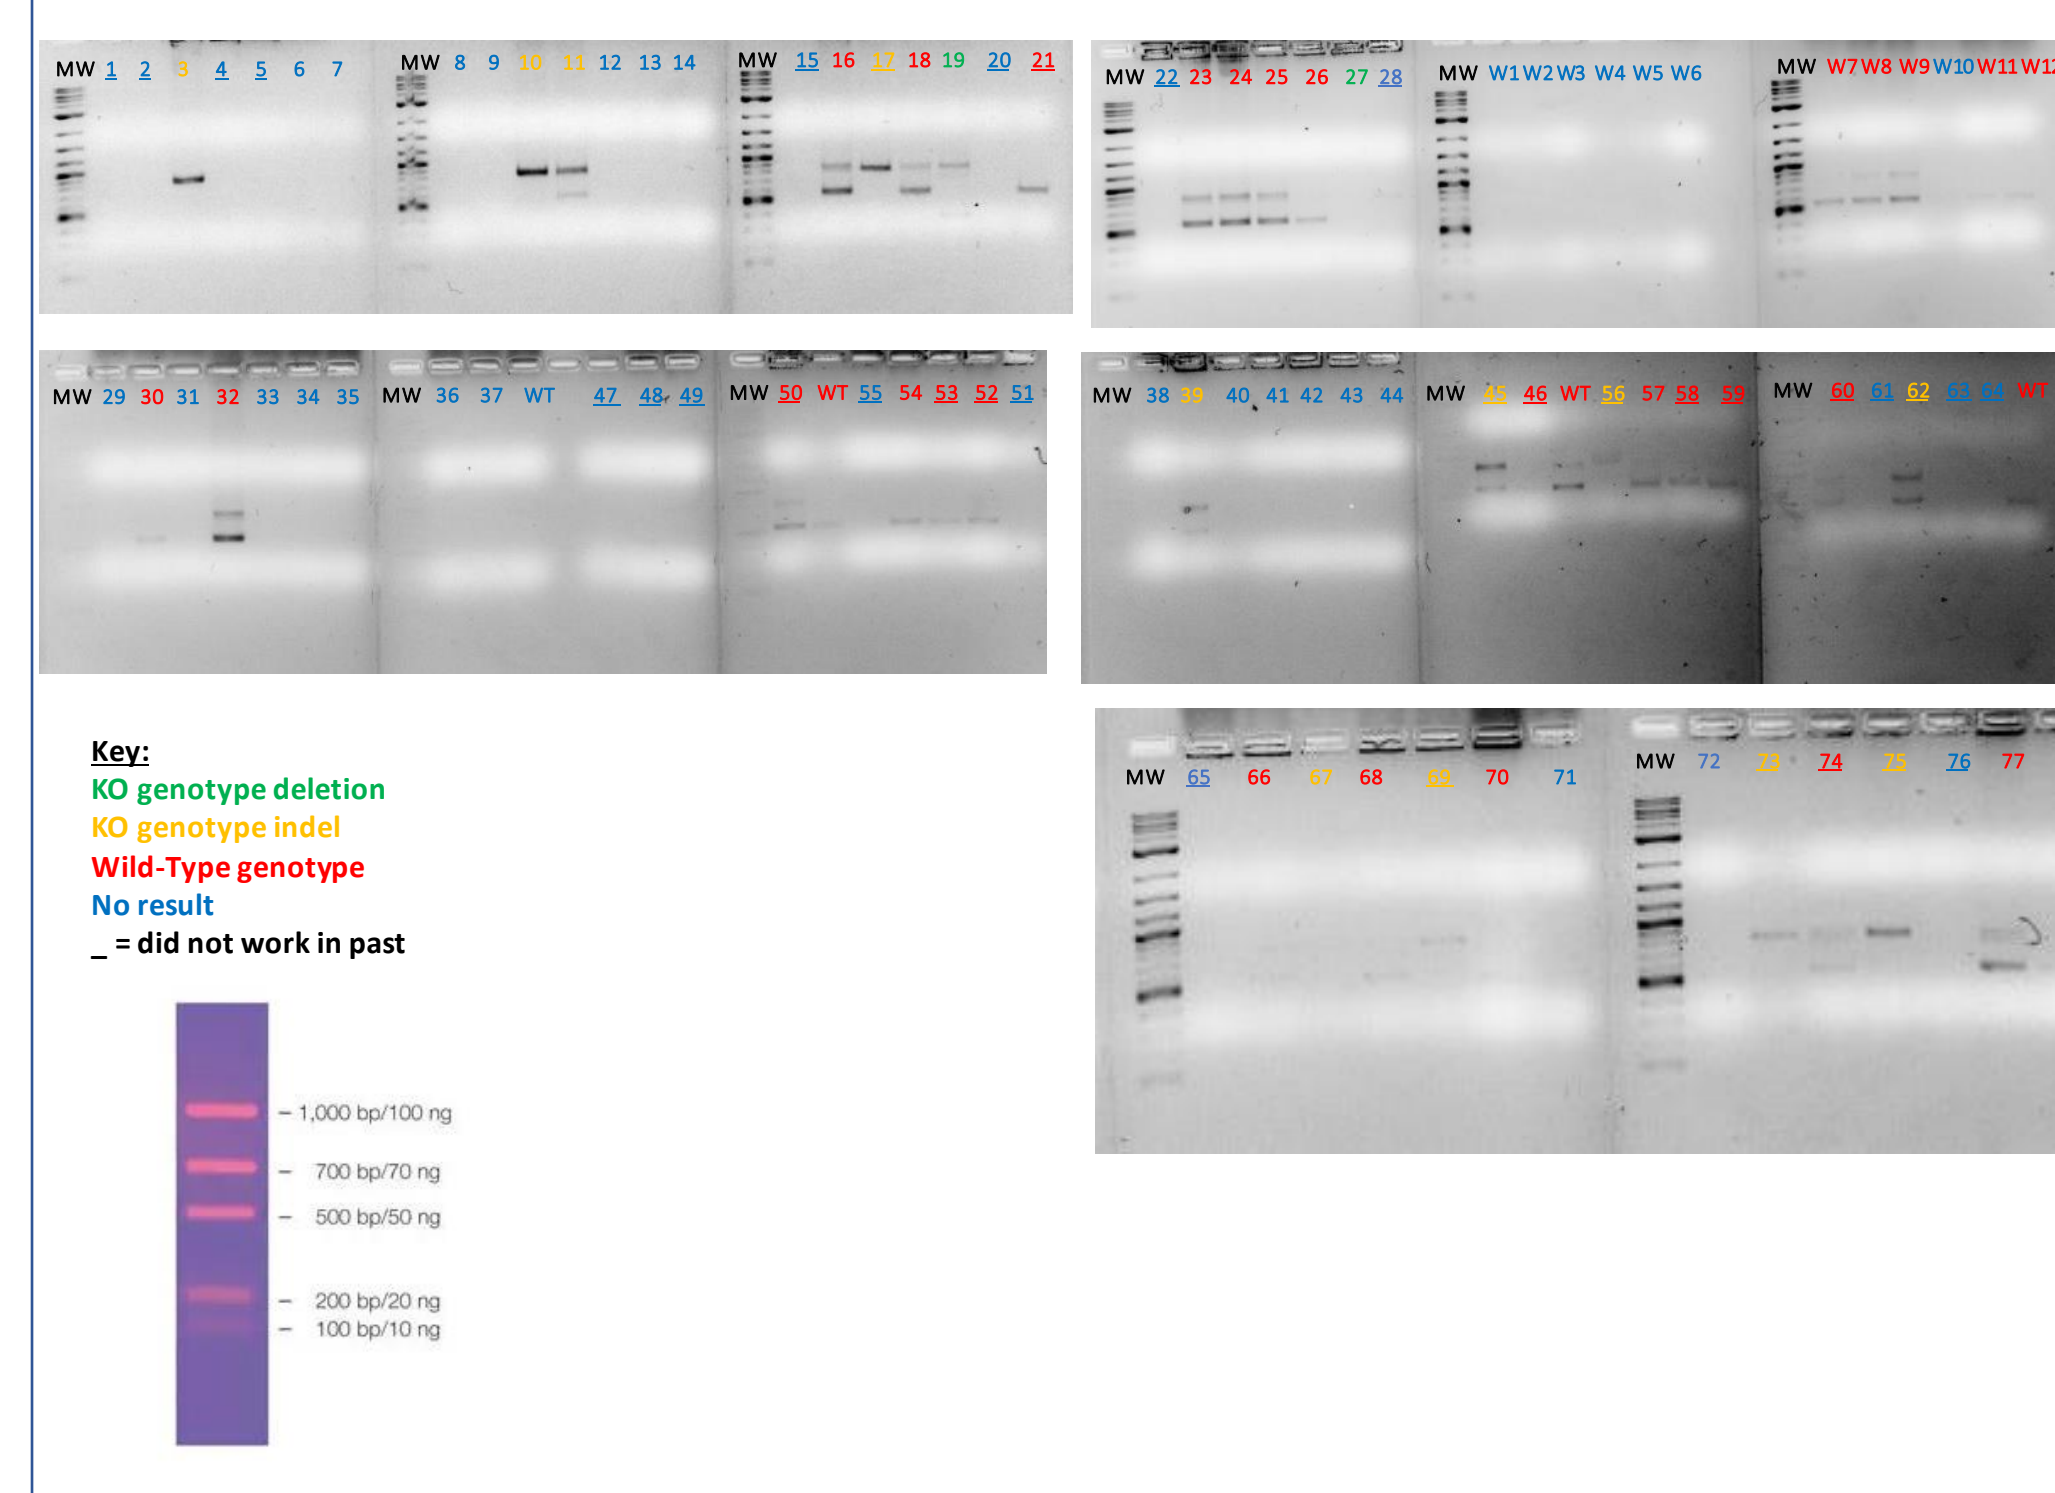 MW 1 2 3 4 5 6 7
MW 8 9 10 11 12 13 14
MW 15 16 17 18 19 20 21
MW 22 23 24 25 26 27 28
MW W1 W2 W3 W4 W5 W6
MW W7 W8 W9 W10 W11 W12
MW 29 30 31 32 33 34 35
MW 36 37 WT 47 48 49
MW 50 WT 55 54 53 52 51
MW 38 39 40 41 42 43 44
MW 45 46 WT 56 57 58 59
MW 60 61 62 63 64 WT
MW 65 66 67 68 69 70 71
MW 72 73 74 75 76 77
Key:
KO genotype deletion
KO genotype indel
Wild-Type genotype
No result
_ = did not work in past
– 1,000 bp/100 ng
– 700 bp/70 ng
– 500 bp/50 ng
– 200 bp/20 ng
– 100 bp/10 ng